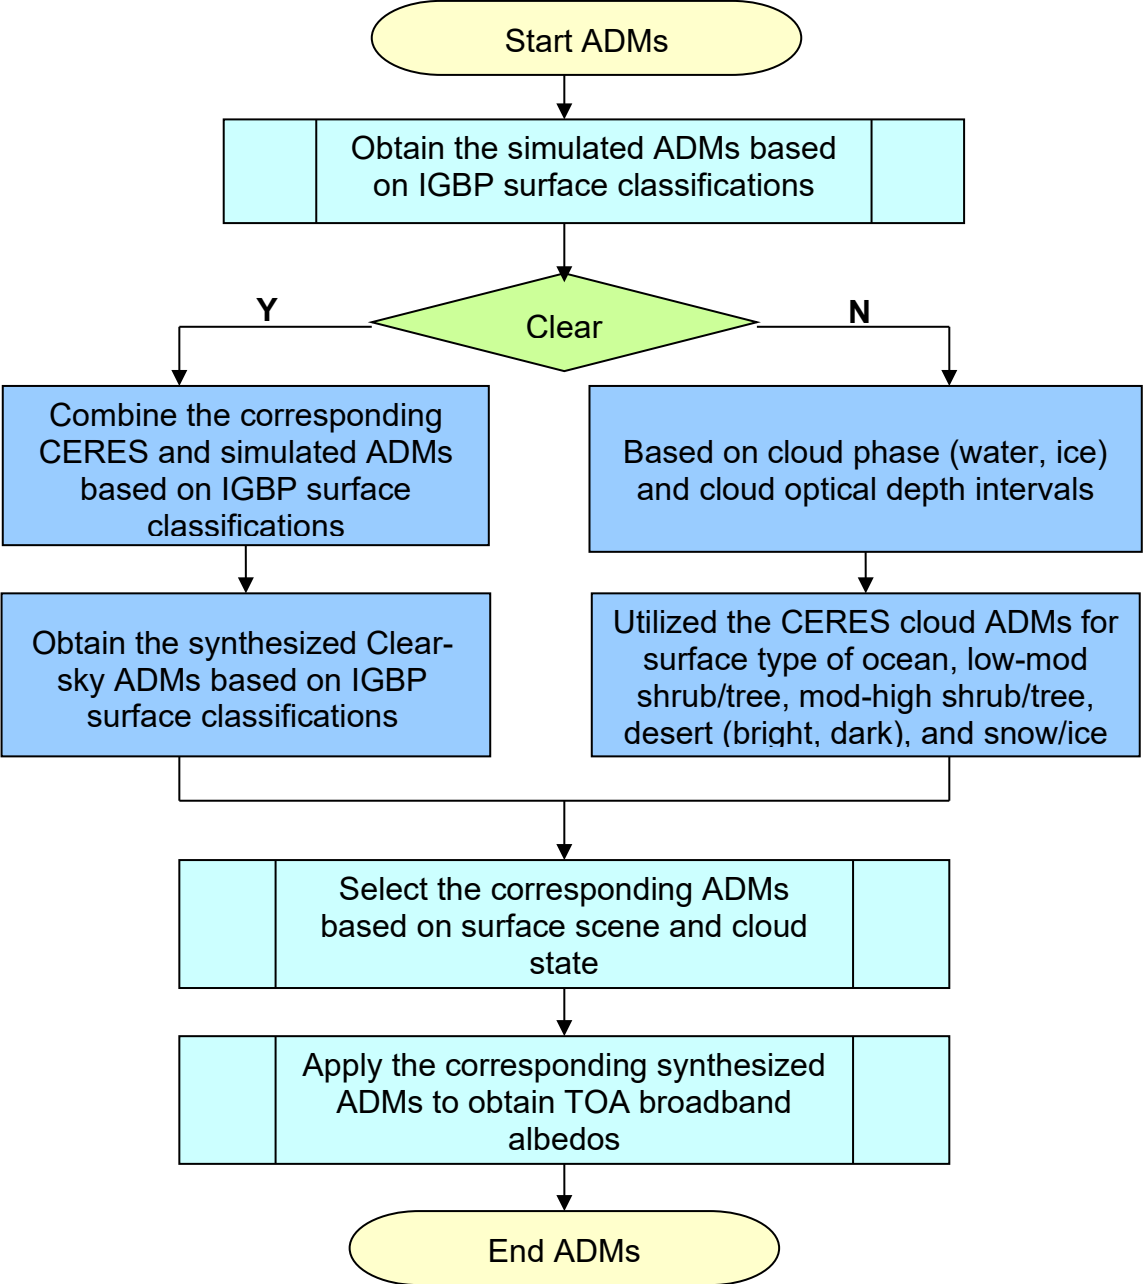 Start ADMs
Obtain the simulated ADMs based
on IGBP surface classifications
Clear
Y
N
Combine the corresponding
CERES and simulated ADMs
based on IGBP surface
classifications
Based on cloud phase (water, ice)
and cloud optical depth intervals
Obtain the synthesized Clear-
sky ADMs based on IGBP
surface classifications
Utilized the CERES cloud ADMs for
surface type of ocean, low-mod
shrub/tree, mod-high shrub/tree,
desert (bright, dark), and snow/ice
Select the corresponding ADMs
based on surface scene and cloud
state
Apply the corresponding synthesized
ADMs to obtain TOA broadband
albedos
End ADMs